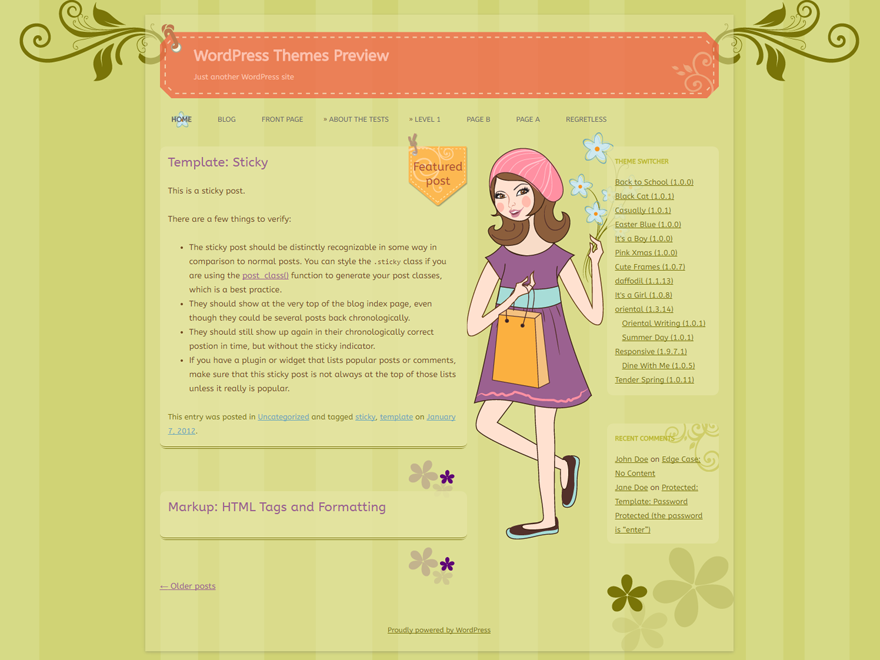 WordPress Themes Preview
Just another WordPress site
HOME BLOG FRONT PAGE » ABOUT THE TESTS » LEVEL 1 PAGE B PAGE A REGRETLESS
Template: Sticky
Featured
post
This is a sticky post.
There are a few things to verify:
• The sticky post should be distinctly recognizable in some way in
comparison to normal posts. You can style the .sticky class if you
are using the post_class() function to generate your post classes,
which is a best practice.
• They should show at the very top of the blog index page, even
though they could be several posts back chronologically.
• They should still show up again in their chronologically correct
postion in time, but without the sticky indicator.
• If you have a plugin or widget that lists popular posts or comments,
make sure that this sticky post is not always at the top of those lists
unless it really is popular.
This entry was posted in Uncategorized and tagged sticky, template on January
7, 2012.
Markup: HTML Tags and Formatting
← Older posts
THEME SWITCHER
Back to School (1.0.0)
Black Cat (1.0.1)
Casually (1.0.1)
Easter Blue (1.0.0)
It's a Boy (1.0.0)
Pink Xmas (1.0.0)
Cute Frames (1.0.7)
daffodil (1.1.13)
It's a Girl (1.0.8)
oriental (1.3.14)
Oriental Writing (1.0.1)
Summer Day (1.0.1)
Responsive (1.9.7.1)
Dine With Me (1.0.5)
Tender Spring (1.0.11)
RECENT COMMENTS
John Doe on Edge Case:
No Content
Jane Doe on Protected:
Template: Password
Protected (the password
is "enter")
Proudly powered by WordPress